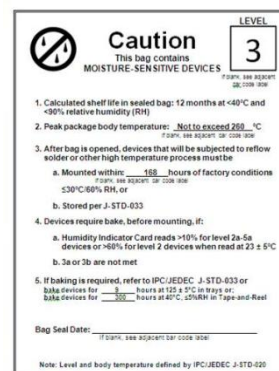 LEVEL
Caution
3
This bag contains
MOISTURE-SENSITIVE DEVICES
If blank, see adjacent
bar code label
1. Calculated shelf life in sealed bag: 12 months at <40°C and
<90% relative humidity (RH)
2. Peak package body temperature: Not to exceed 260 °C
If blank, see adjacent bar code label
3. After bag is opened, devices that will be subjected to reflow
solder or other high temperature process must be
a. Mounted within: 168 hours of factory conditions
If blank, see adjacent bar code label
≤30°C/60% RH, or
b. Stored per J-STD-033
4. Devices require bake, before mounting, if:
a. Humidity Indicator Card reads >10% for level 2a-5a
devices or >60% for level 2 devices when read at 23 ± 5°C
b. 3a or 3b are not met
5. If baking is required, refer to IPC/JEDEC J-STD-033 or
bake devices for 9 hours at 125 ± 5°C in trays or;
bake devices for 200 hours at 40°C, ≤5%RH in Tape-and-Reel
Bag Seal Date:
If blank, see adjacent bar code label
Note: Level and body temperature defined by IPC/JEDEC J-STD-020